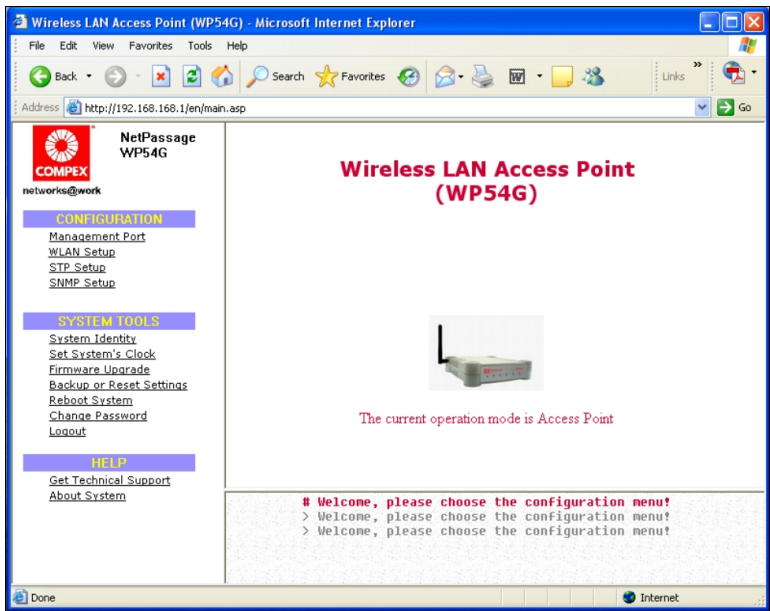 Wireless LAN Access Point (WP54G) - Microsoft Internet Explorer
File Edit View Favorites Tools Help
Back Search Favorites Links »
Address http://192.168.168.1/en/main.asp Go
COMPEX
networks@work
NetPassage
WP54G
CONFIGURATION
Management Port
WLAN Setup
STP Setup
SNMP Setup
SYSTEM TOOLS
System Identity
Set System's Clock
Firmware Upgrade
Backup or Reset Settings
Reboot System
Change Password
Logout
HELP
Get Technical Support
About System
Wireless LAN Access Point
(WP54G)
The current operation mode is Access Point
# Welcome, please choose the configuration menu!
> Welcome, please choose the configuration menu!
> Welcome, please choose the configuration menu!
Done Internet